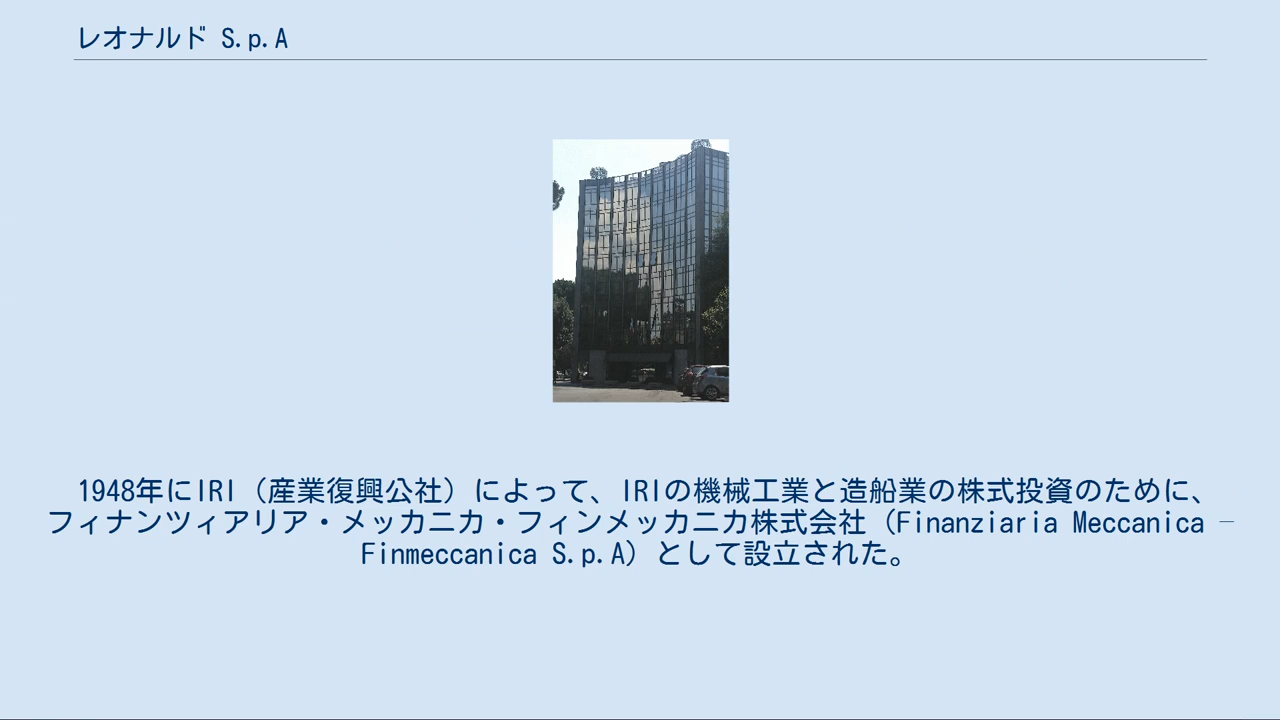 レオナルド S.p.A
1948年にIRI（産業復興公社）によって、IRIの機械工業と造船業の株式投資のために、
フィナンツィアリア・メッカニカ・フィンメッカニカ株式会社（Finanziaria Meccanica –
Finmeccanica S.p.A）として設立された。